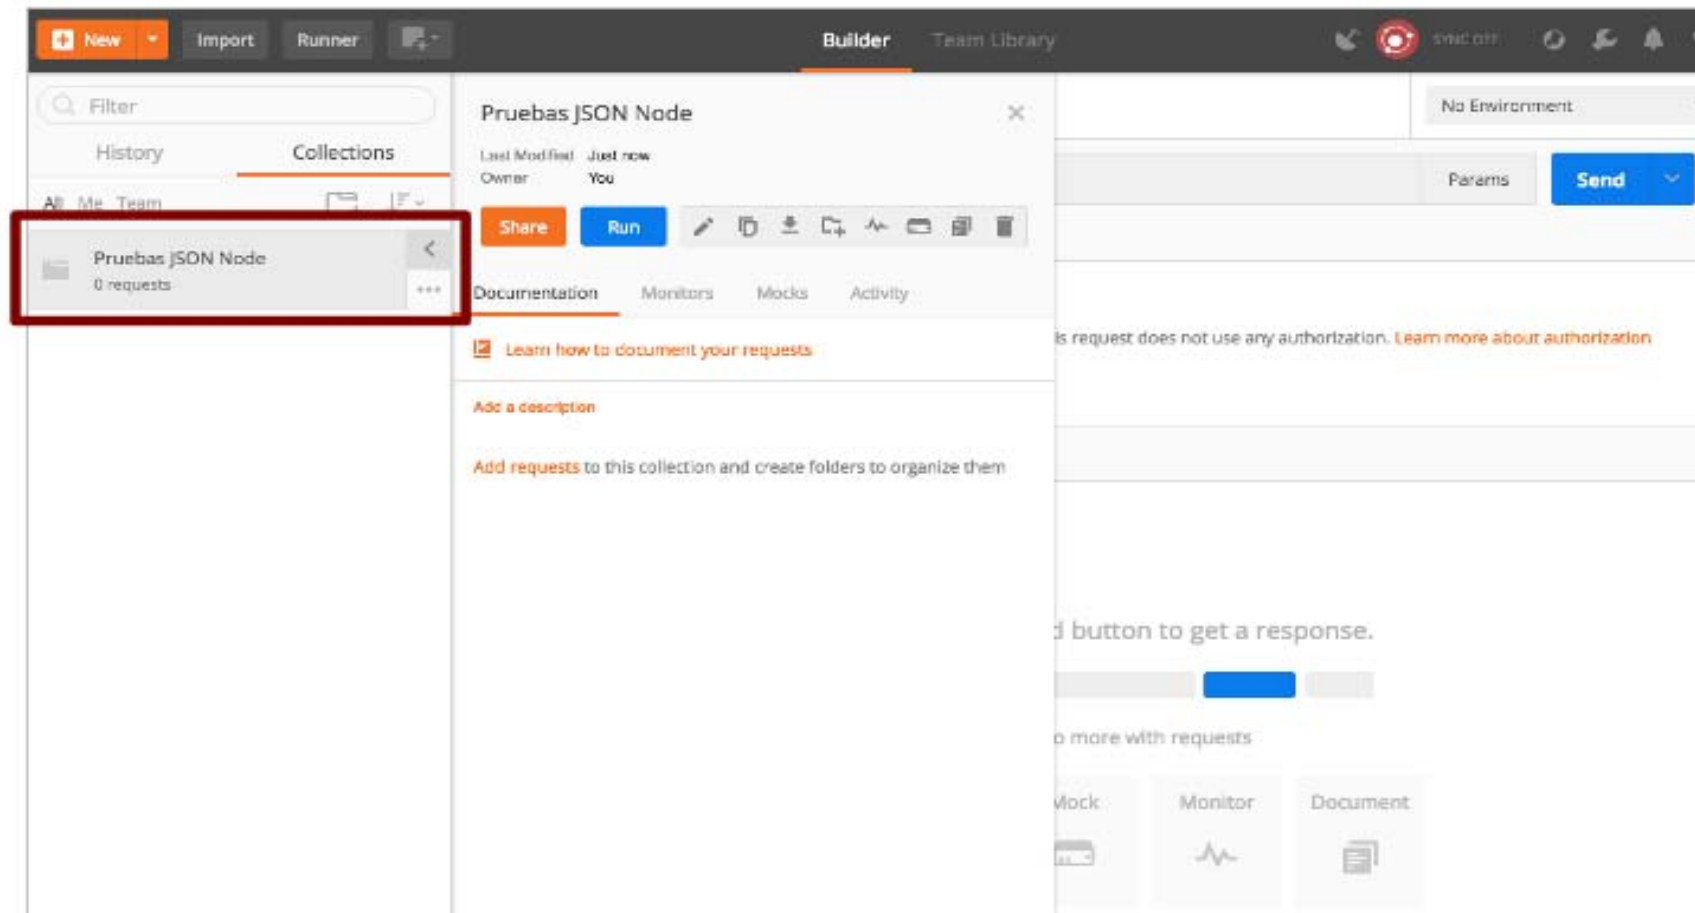 New Import Runner Builder Team Library SYNC OFF
Filter
History Collections
All Me Team
Pruebas JSON Node
0 requests
Pruebas JSON Node
Last Modified Just now
Owner You
Share Run
Documentation Monitors Mocks Activity
Learn how to document your requests
Add a description
Add requests to this collection and create folders to organize them
No Environment
Params Send
is request does not use any authorization. Learn more about authorization
d button to get a response.
o more with requests
Mock Monitor Document